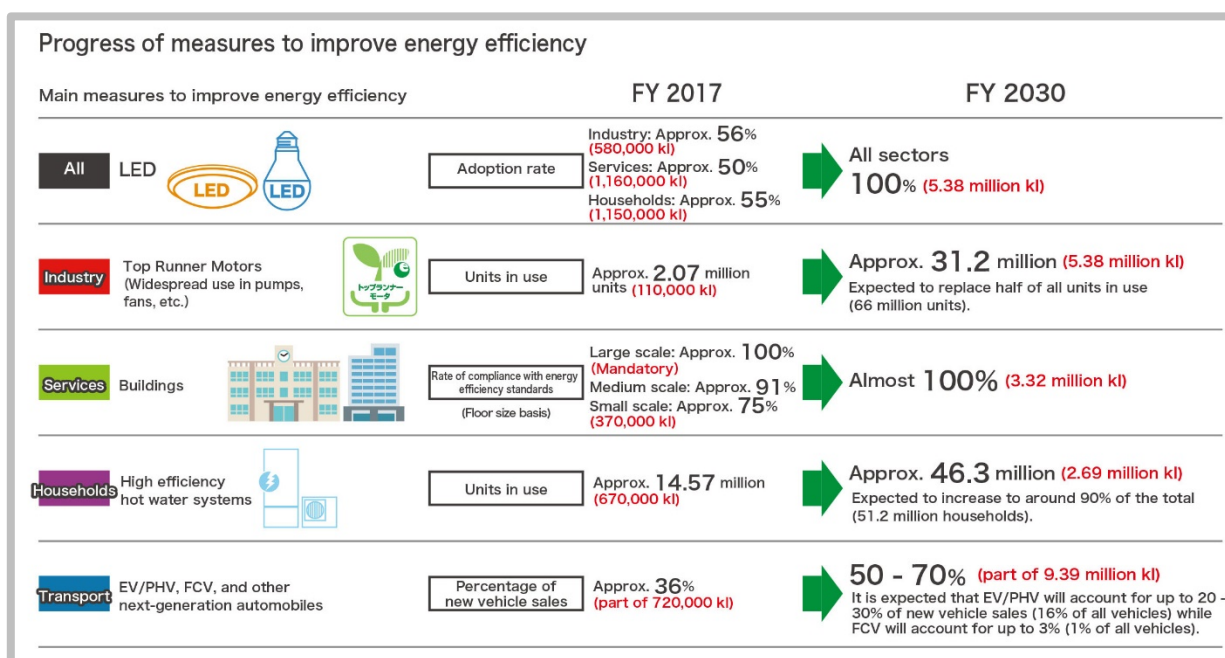 Progress of measures to improve energy efficiency
Main measures to improve energy efficiency
FY 2017
FY 2030
All
LED
LED
LED
Adoption rate
Industry: Approx. 56%
(580,000 kl)
Services: Approx. 50%
(1,160,000 kl)
Households: Approx. 55%
(1,150,000 kl)
All sectors
100% (5.38 million kl)
Industry
Top Runner Motors
(Widespread use in pumps,
fans, etc.)
トップランナー
モータ
Units in use
Approx. 2.07 million
units (110,000 kl)
Approx. 31.2 million (5.38 million kl)
Expected to replace half of all units in use
(66 million units).
Services
Buildings
Rate of compliance with energy
efficiency standards
(Floor size basis)
Large scale: Approx. 100%
(Mandatory)
Medium scale: Approx. 91%
Small scale: Approx. 75%
(370,000 kl)
Almost 100% (3.32 million kl)
Households
High efficiency
hot water systems
Units in use
Approx. 14.57 million
(670,000 kl)
Approx. 46.3 million (2.69 million kl)
Expected to increase to around 90% of the total
(51.2 million households).
Transport
EV/PHV, FCV, and other
next-generation automobiles
Percentage of
new vehicle sales
Approx. 36%
(part of 720,000 kl)
50 - 70% (part of 9.39 million kl)
It is expected that EV/PHV will account for up to 20 -
30% of new vehicle sales (16% of all vehicles) while
FCV will account for up to 3% (1% of all vehicles).